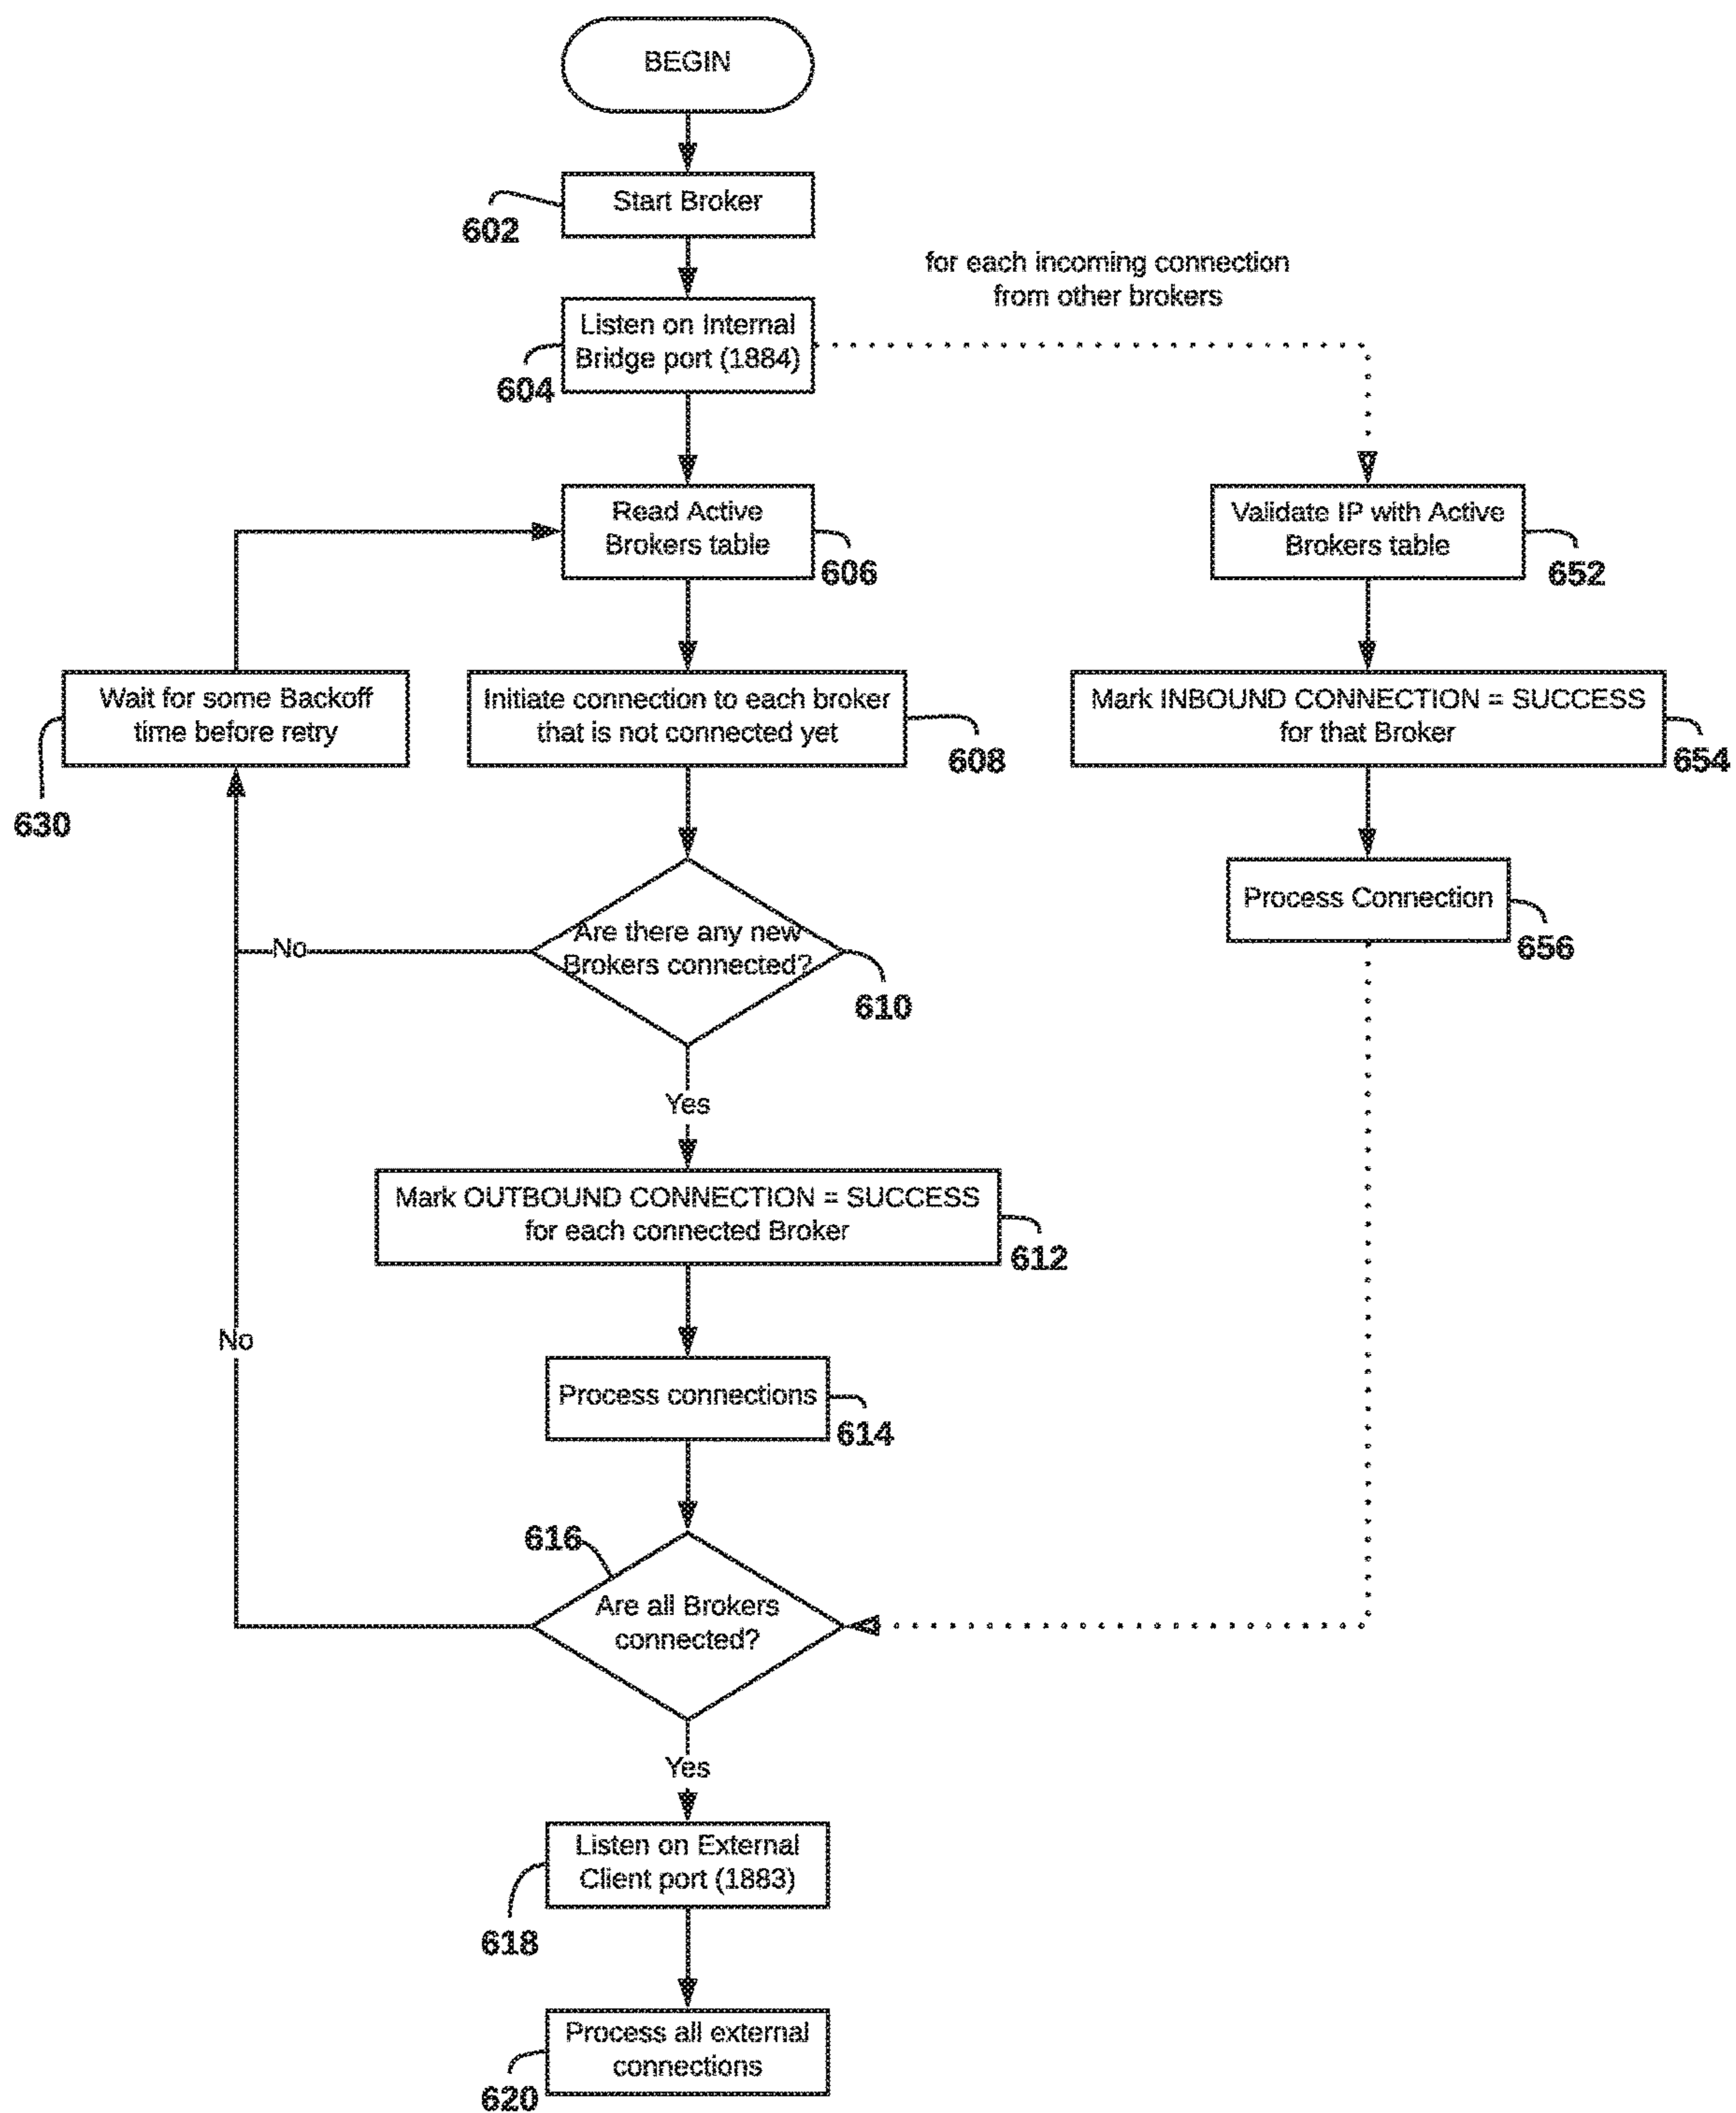 BEGIN
Start Broker
602
for each incoming connection
from other brokers
Listen on Internal
Bridge port (1884)
604
Read Active
Brokers table
606
Validate IP with Active
Brokers table
652
Wait for some Backoff
time before retry
630
Initiate connection to each broker
that is not connected yet
608
Mark INBOUND CONNECTION = SUCCESS
for that Broker
654
Process Connection
656
Are there any new
Brokers connected?
610
No
Yes
Mark OUTBOUND CONNECTION = SUCCESS
for each connected Broker
612
No
Process connections
614
616
Are all Brokers
connected?
Yes
Listen on External
Client port (1883)
618
Process all external
connections
620